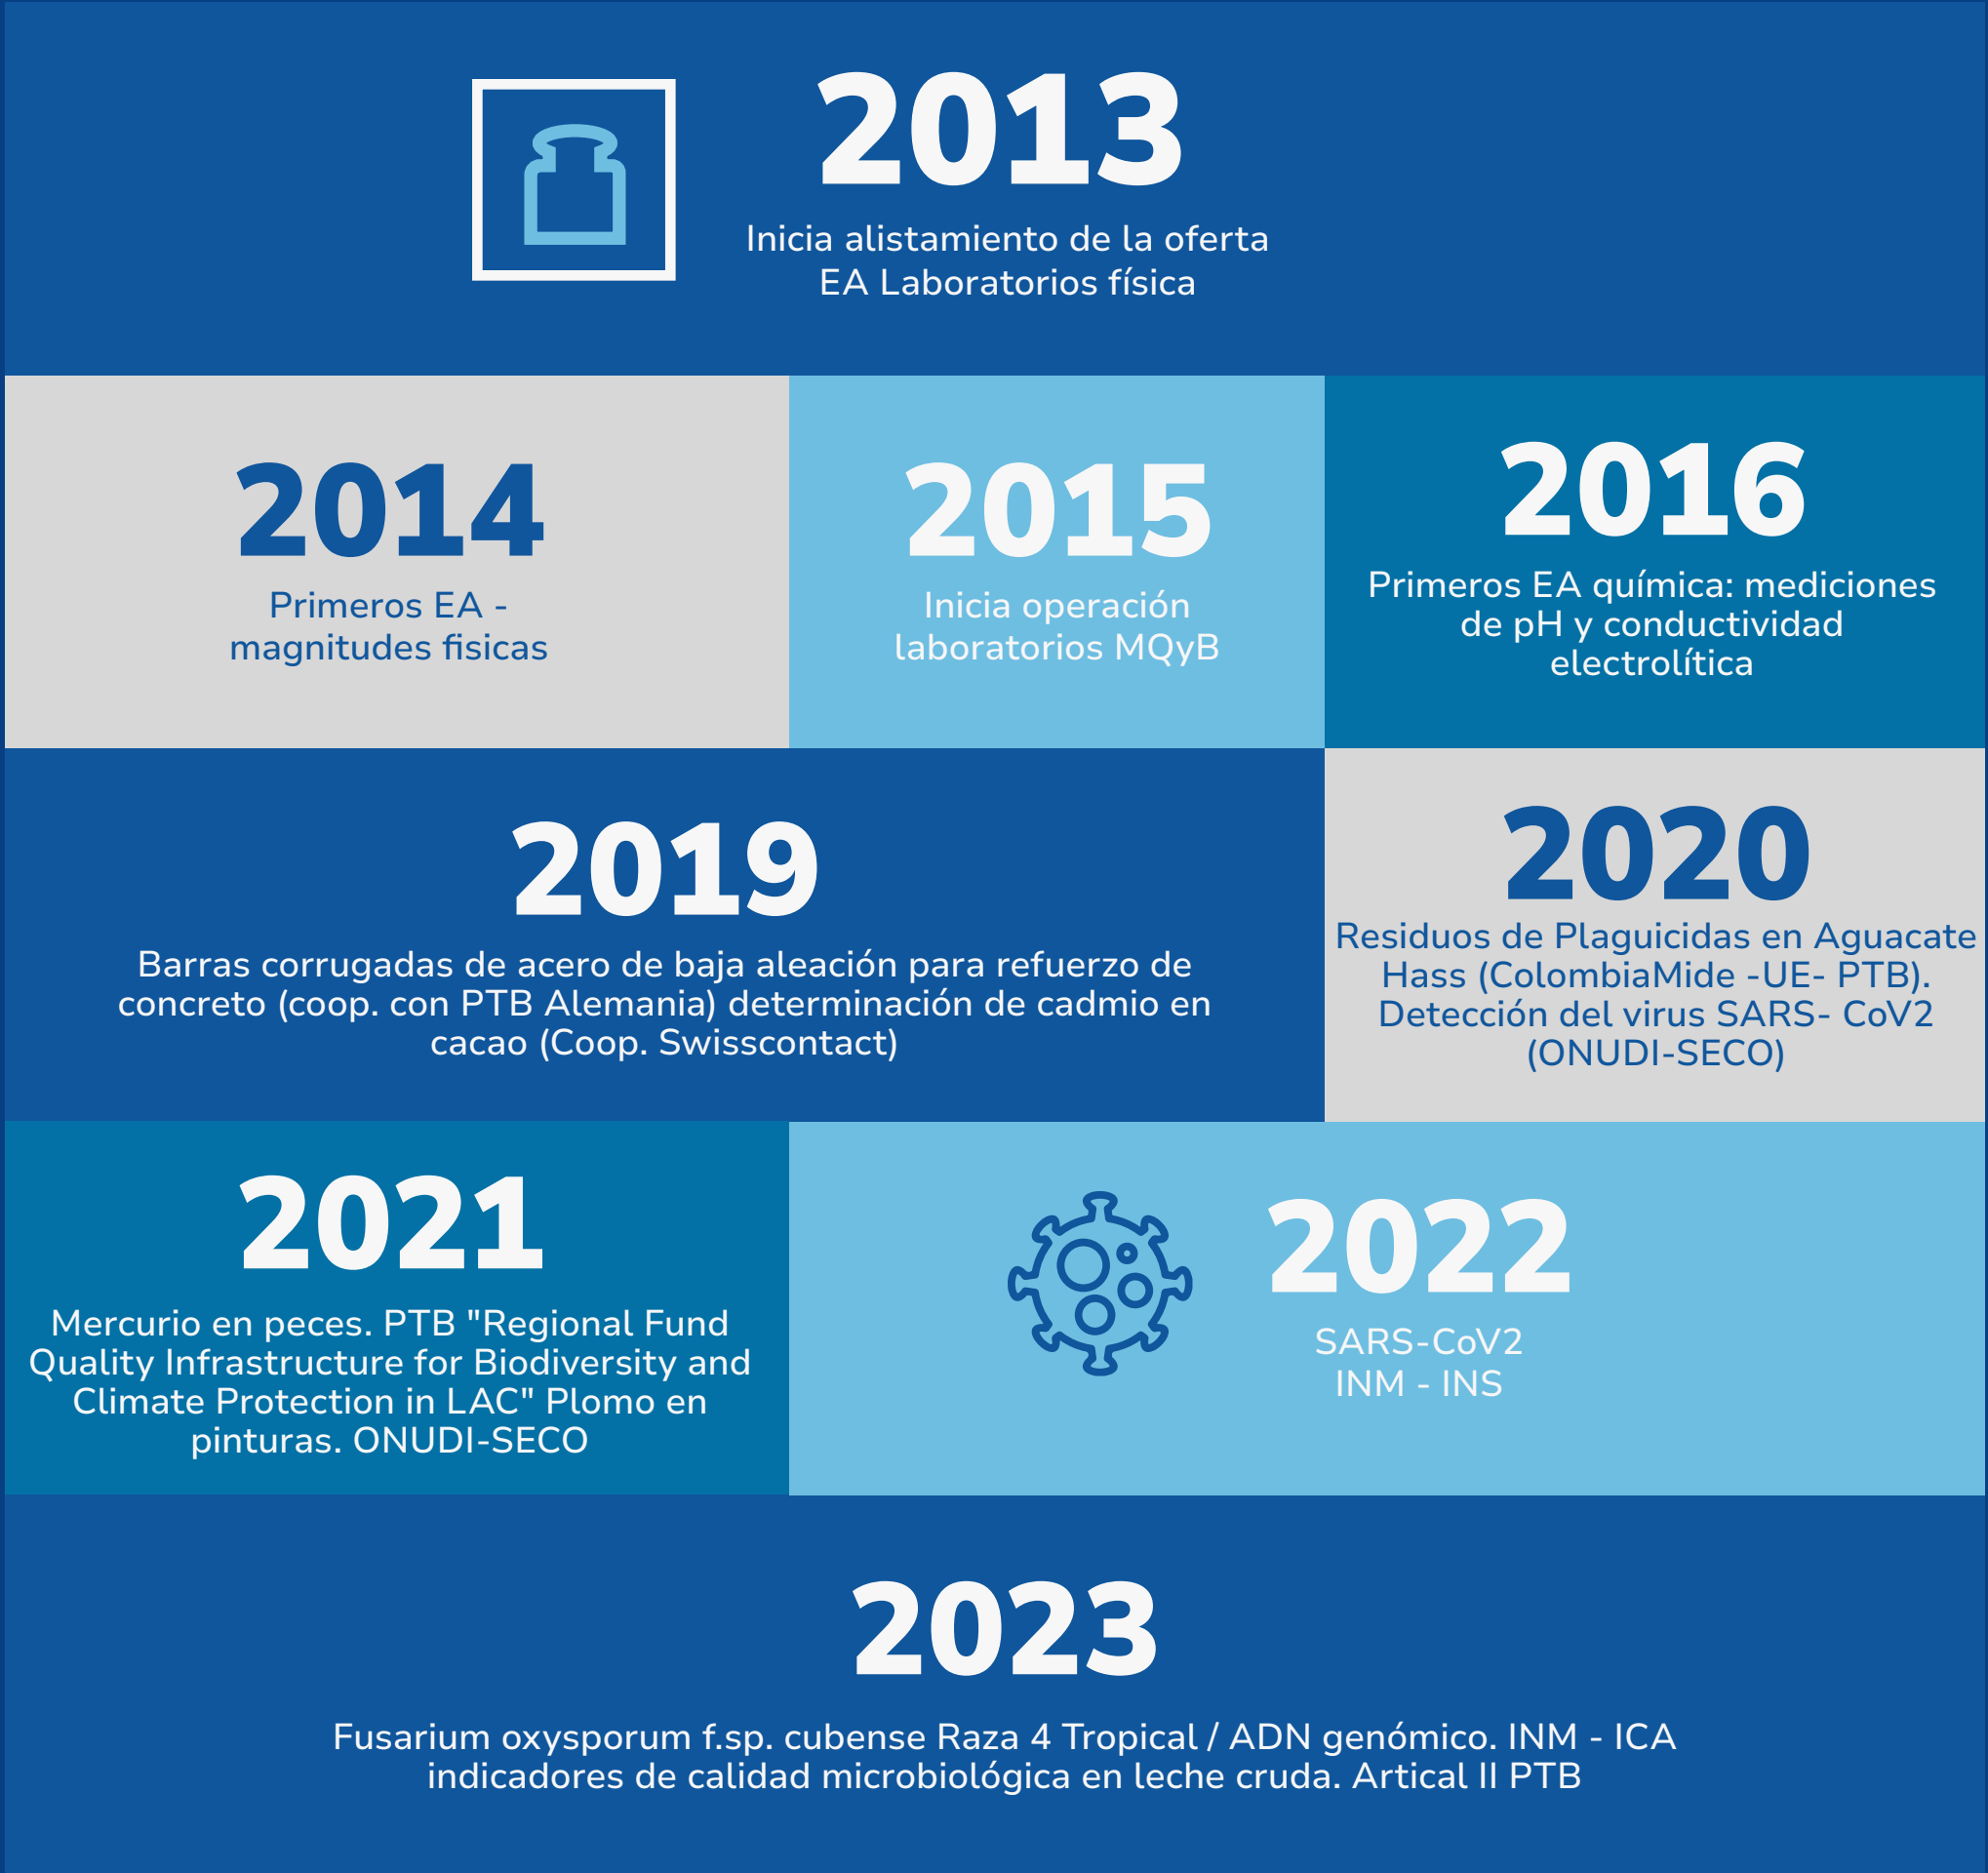 2013
Inicia alistamiento de la oferta
EA Laboratorios física
2014
Primeros EA -
magnitudes fisicas
2015
Inicia operación
laboratorios MQyB
2016
Primeros EA química: mediciones
de pH y conductividad
electrolítica
2019
Barras corrugadas de acero de baja aleación para refuerzo de
concreto (coop. con PTB Alemania) determinación de cadmio en
cacao (Coop. Swisscontact)
2020
Residuos de Plaguicidas en Aguacate
Hass (ColombiaMide -UE- PTB).
Detección del virus SARS- CoV2
(ONUDI-SECO)
2021
Mercurio en peces. PTB "Regional Fund
Quality Infrastructure for Biodiversity and
Climate Protection in LAC" Plomo en
pinturas. ONUDI-SECO
2022
SARS-CoV2
INM - INS
2023
Fusarium oxysporum f.sp. cubense Raza 4 Tropical / ADN genómico. INM - ICA
indicadores de calidad microbiológica en leche cruda. Artical II PTB